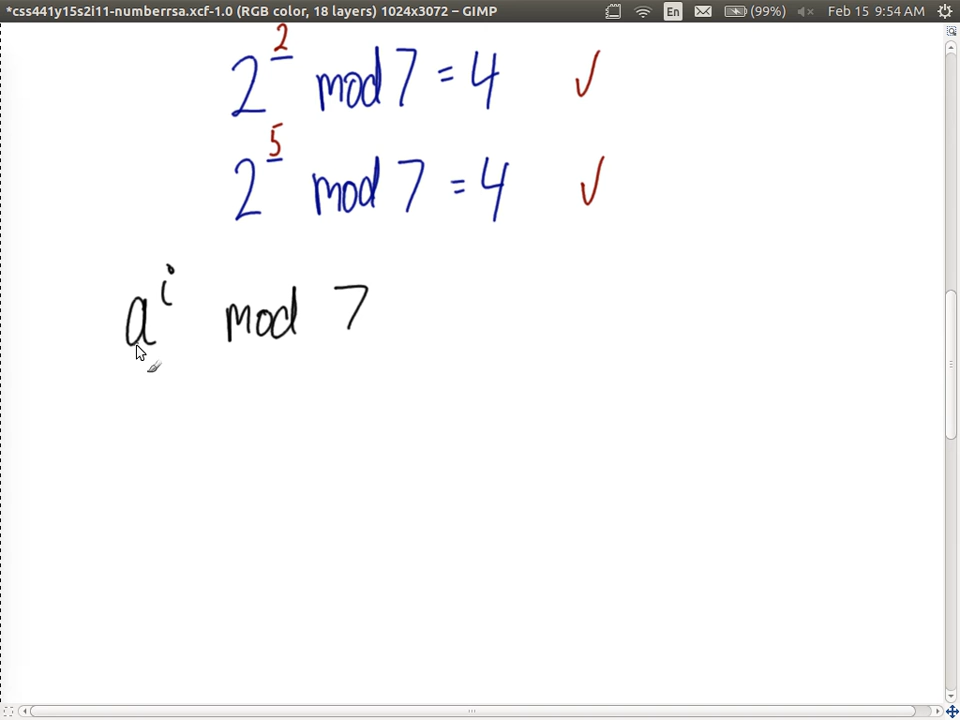 *css441y15s2i11-numberrsa.xcf-1.0 (RGB color, 18 layers) 1024x3072 – GIMP En (99%) Feb 15 9:54 AM
2^2 mod 7 = 4 ✓
2^5 mod 7 = 4 ✓
a^i mod 7